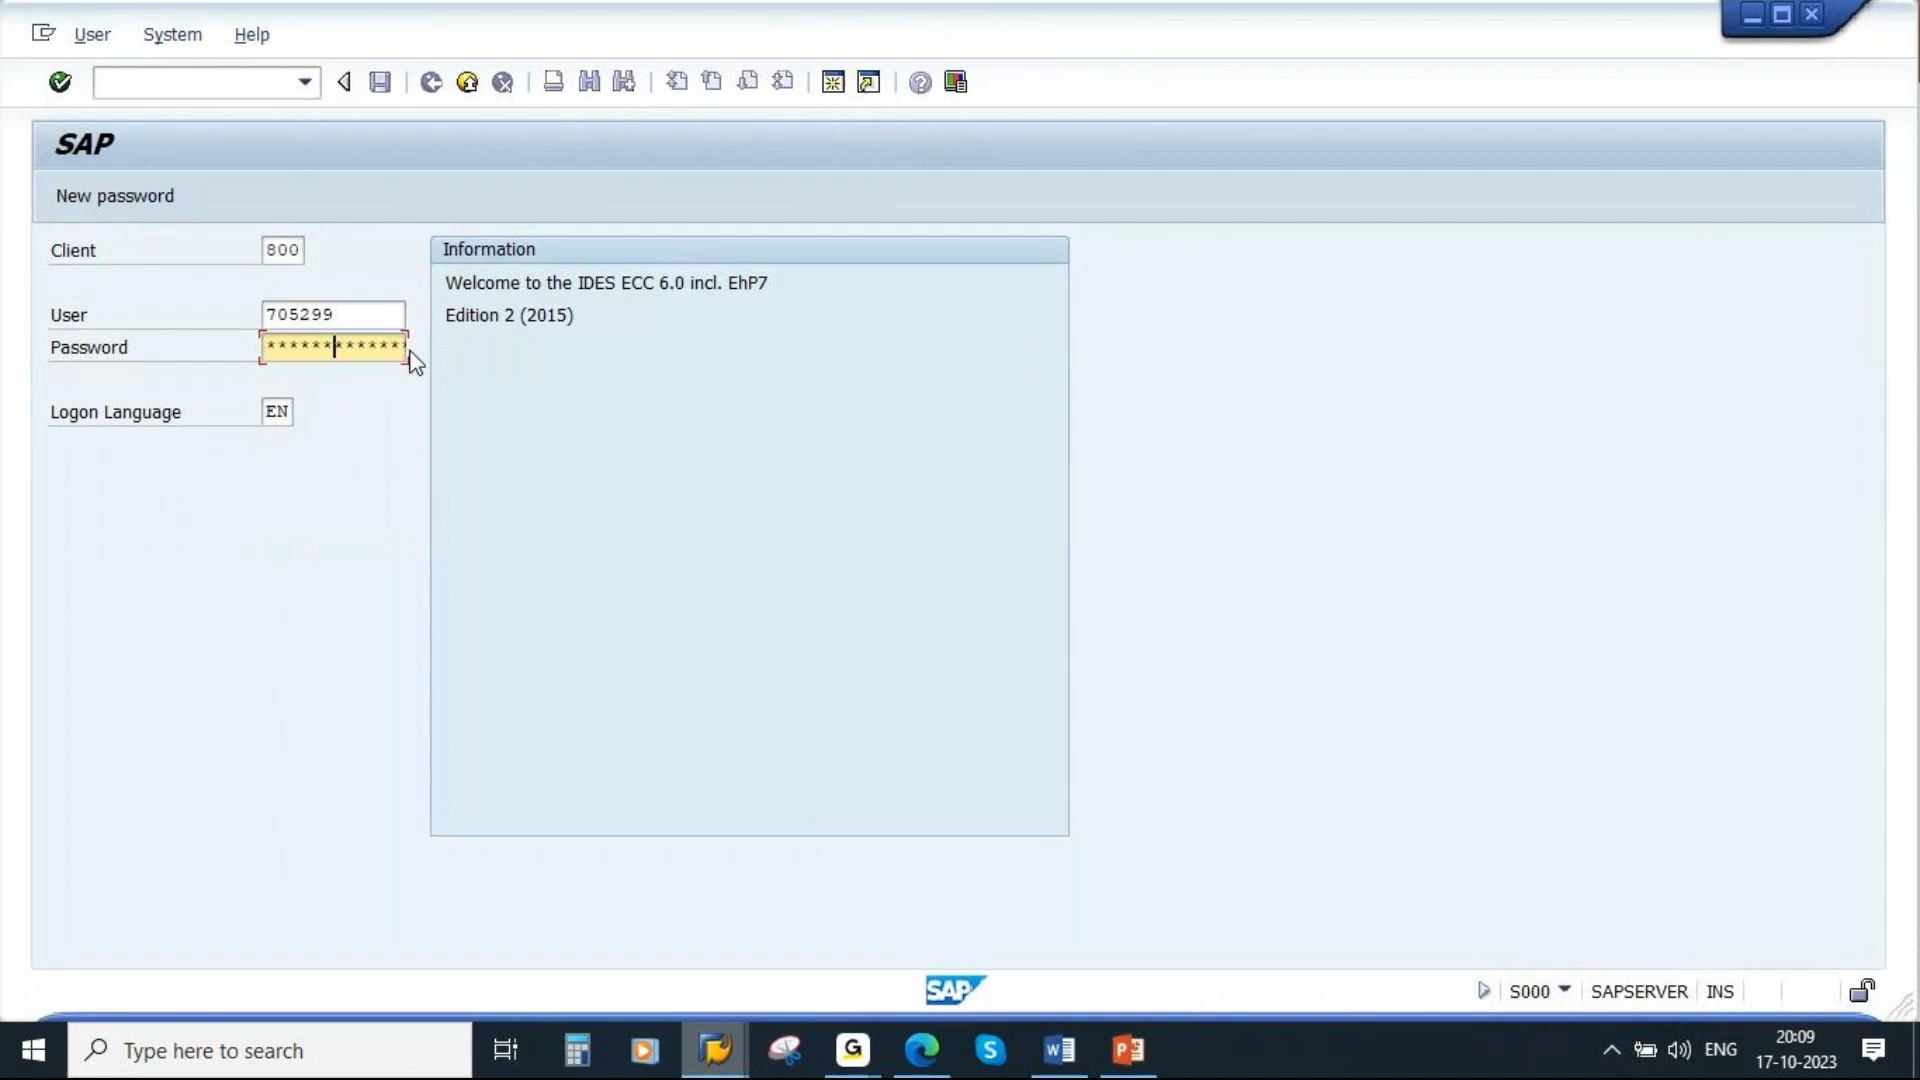 User System Help
SAP
New password
Client 800
User 705299
Password *************
Logon Language EN
Information
Welcome to the IDES ECC 6.0 incl. EhP7
Edition 2 (2015)
SAP
S000 SAPSERVER INS
Type here to search
G
S
W
P
ENG
20:09
17-10-2023